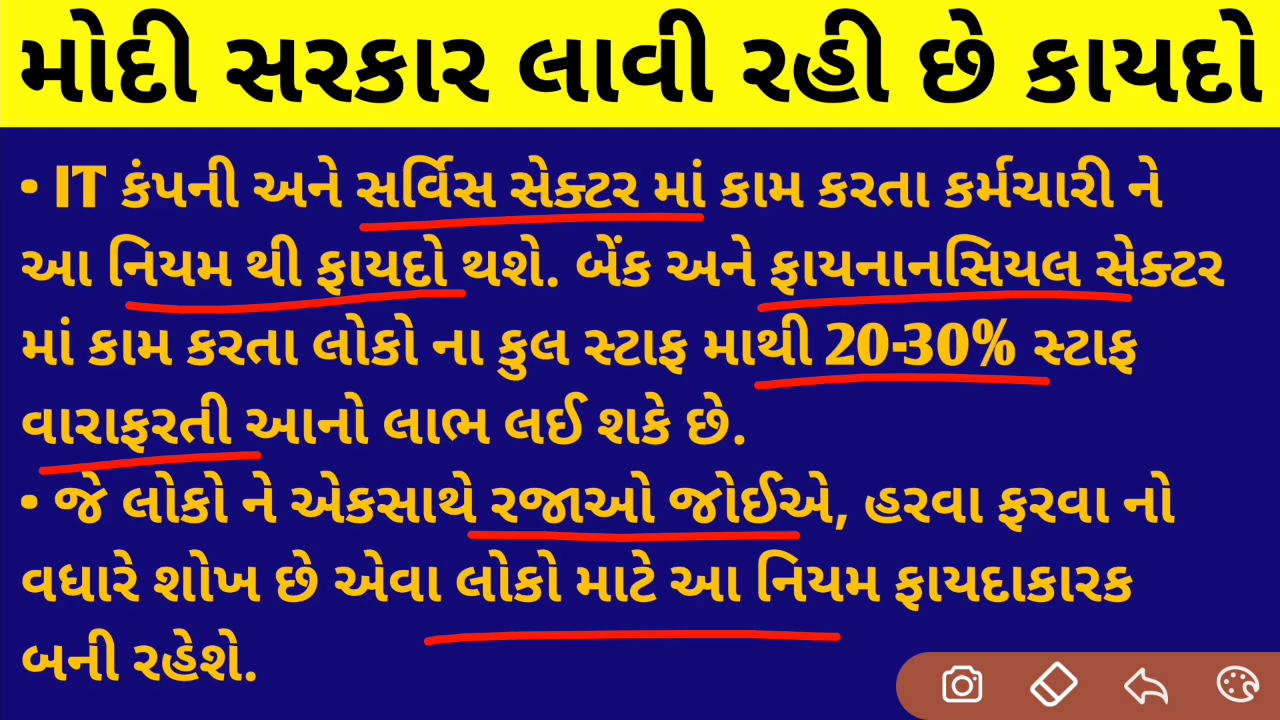 મોદી સરકાર લાવી રહી છે કાયદો
• IT કંપની અને સર્વિસ સેક્ટર માં કામ કરતા કર્મચારી ને
આ નિયમ થી ફાયદો થશે. બેંક અને ફાયનાનસિયલ સેક્ટર
માં કામ કરતા લોકો ના કુલ સ્ટાફ માથી 20-30% સ્ટાફ
વારાફરતી આનો લાભ લઈ શકે છે.
• જે લોકો ને એકસાથે રજાઓ જોઈએ, હરવા ફરવા નો
વધારે શોખ છે એવા લોકો માટે આ નિયમ ફાયદાકારક
બની રહેશે.